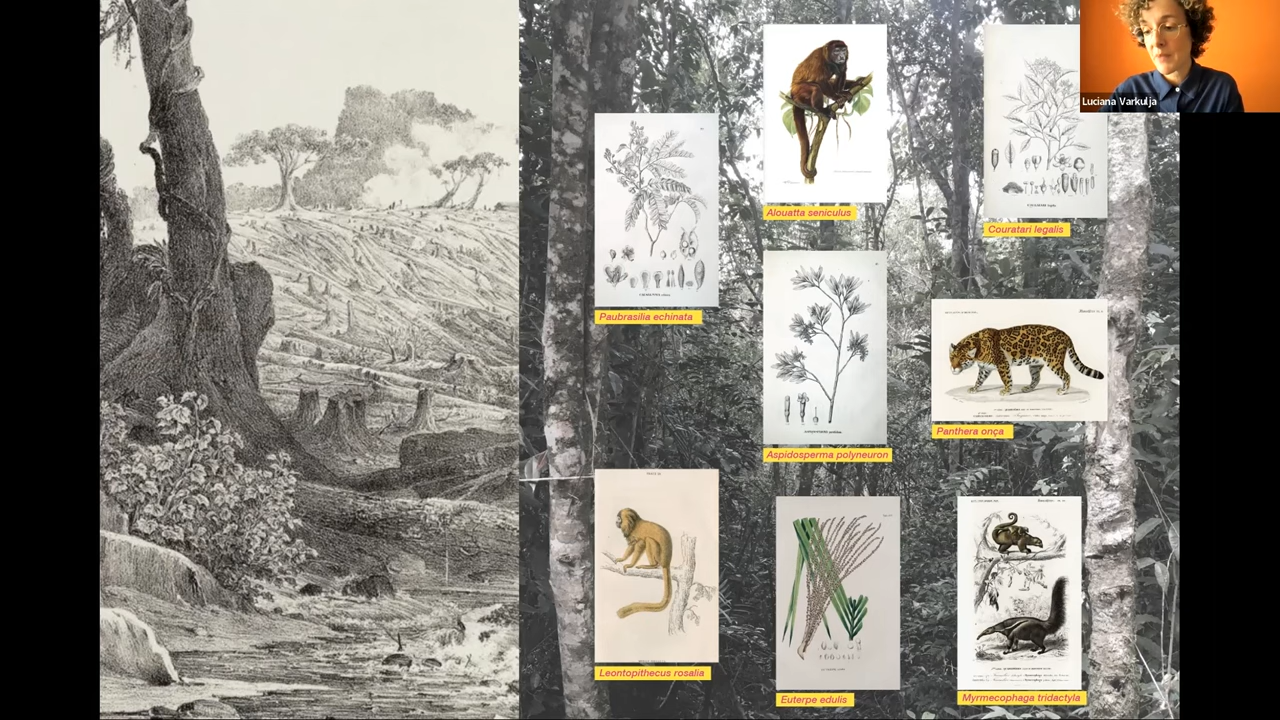 Luciana Varkulja
Alouatta seniculus
Couratari legalis
Paubrasilia echinata
Panthera onça
Aspidosperma polyneuron
Leontopithecus rosalia
Euterpe edulis
Myrmecophaga tridactyla